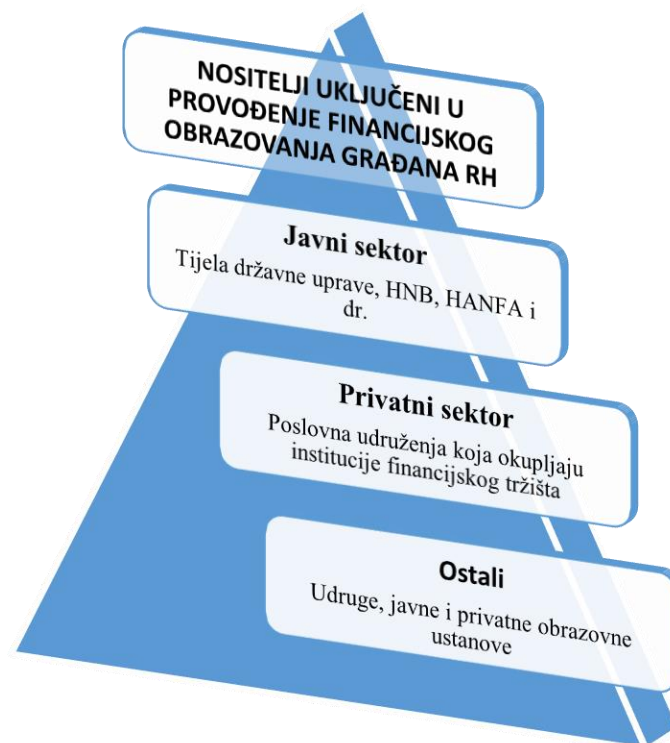 NOSITELJI UKLJUČENI U
PROVOĐENJE FINANCIJSKOG
OBRAZOVANJA GRAĐANA RH
Javni sektor
Tijela državne uprave, HNB, HANFA i
dr.
Privatni sektor
Poslovna udruženja koja okupljaju
institucije financijskog tržišta
Ostali
Udruge, javne i privatne obrazovne
ustanove